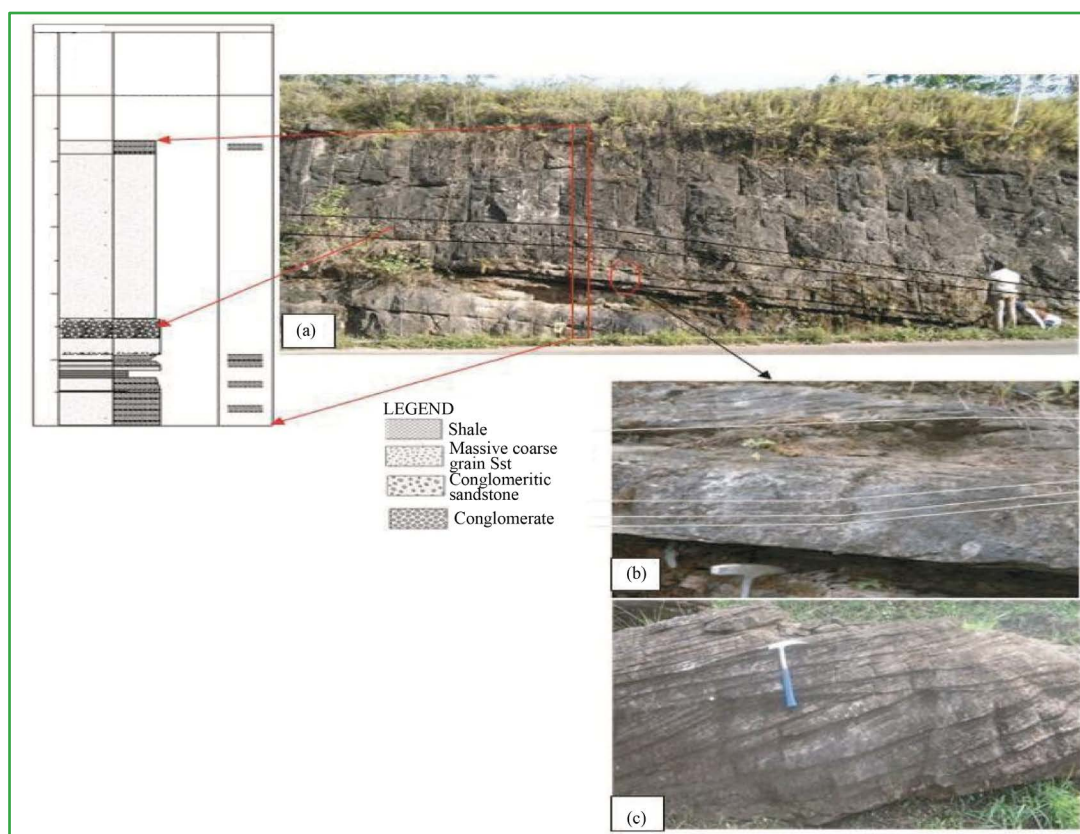 (a)
LEGEND
Shale
Massive coarse
grain Sst
Conglomeritic
sandstone
Conglomerate
(b)
(c)